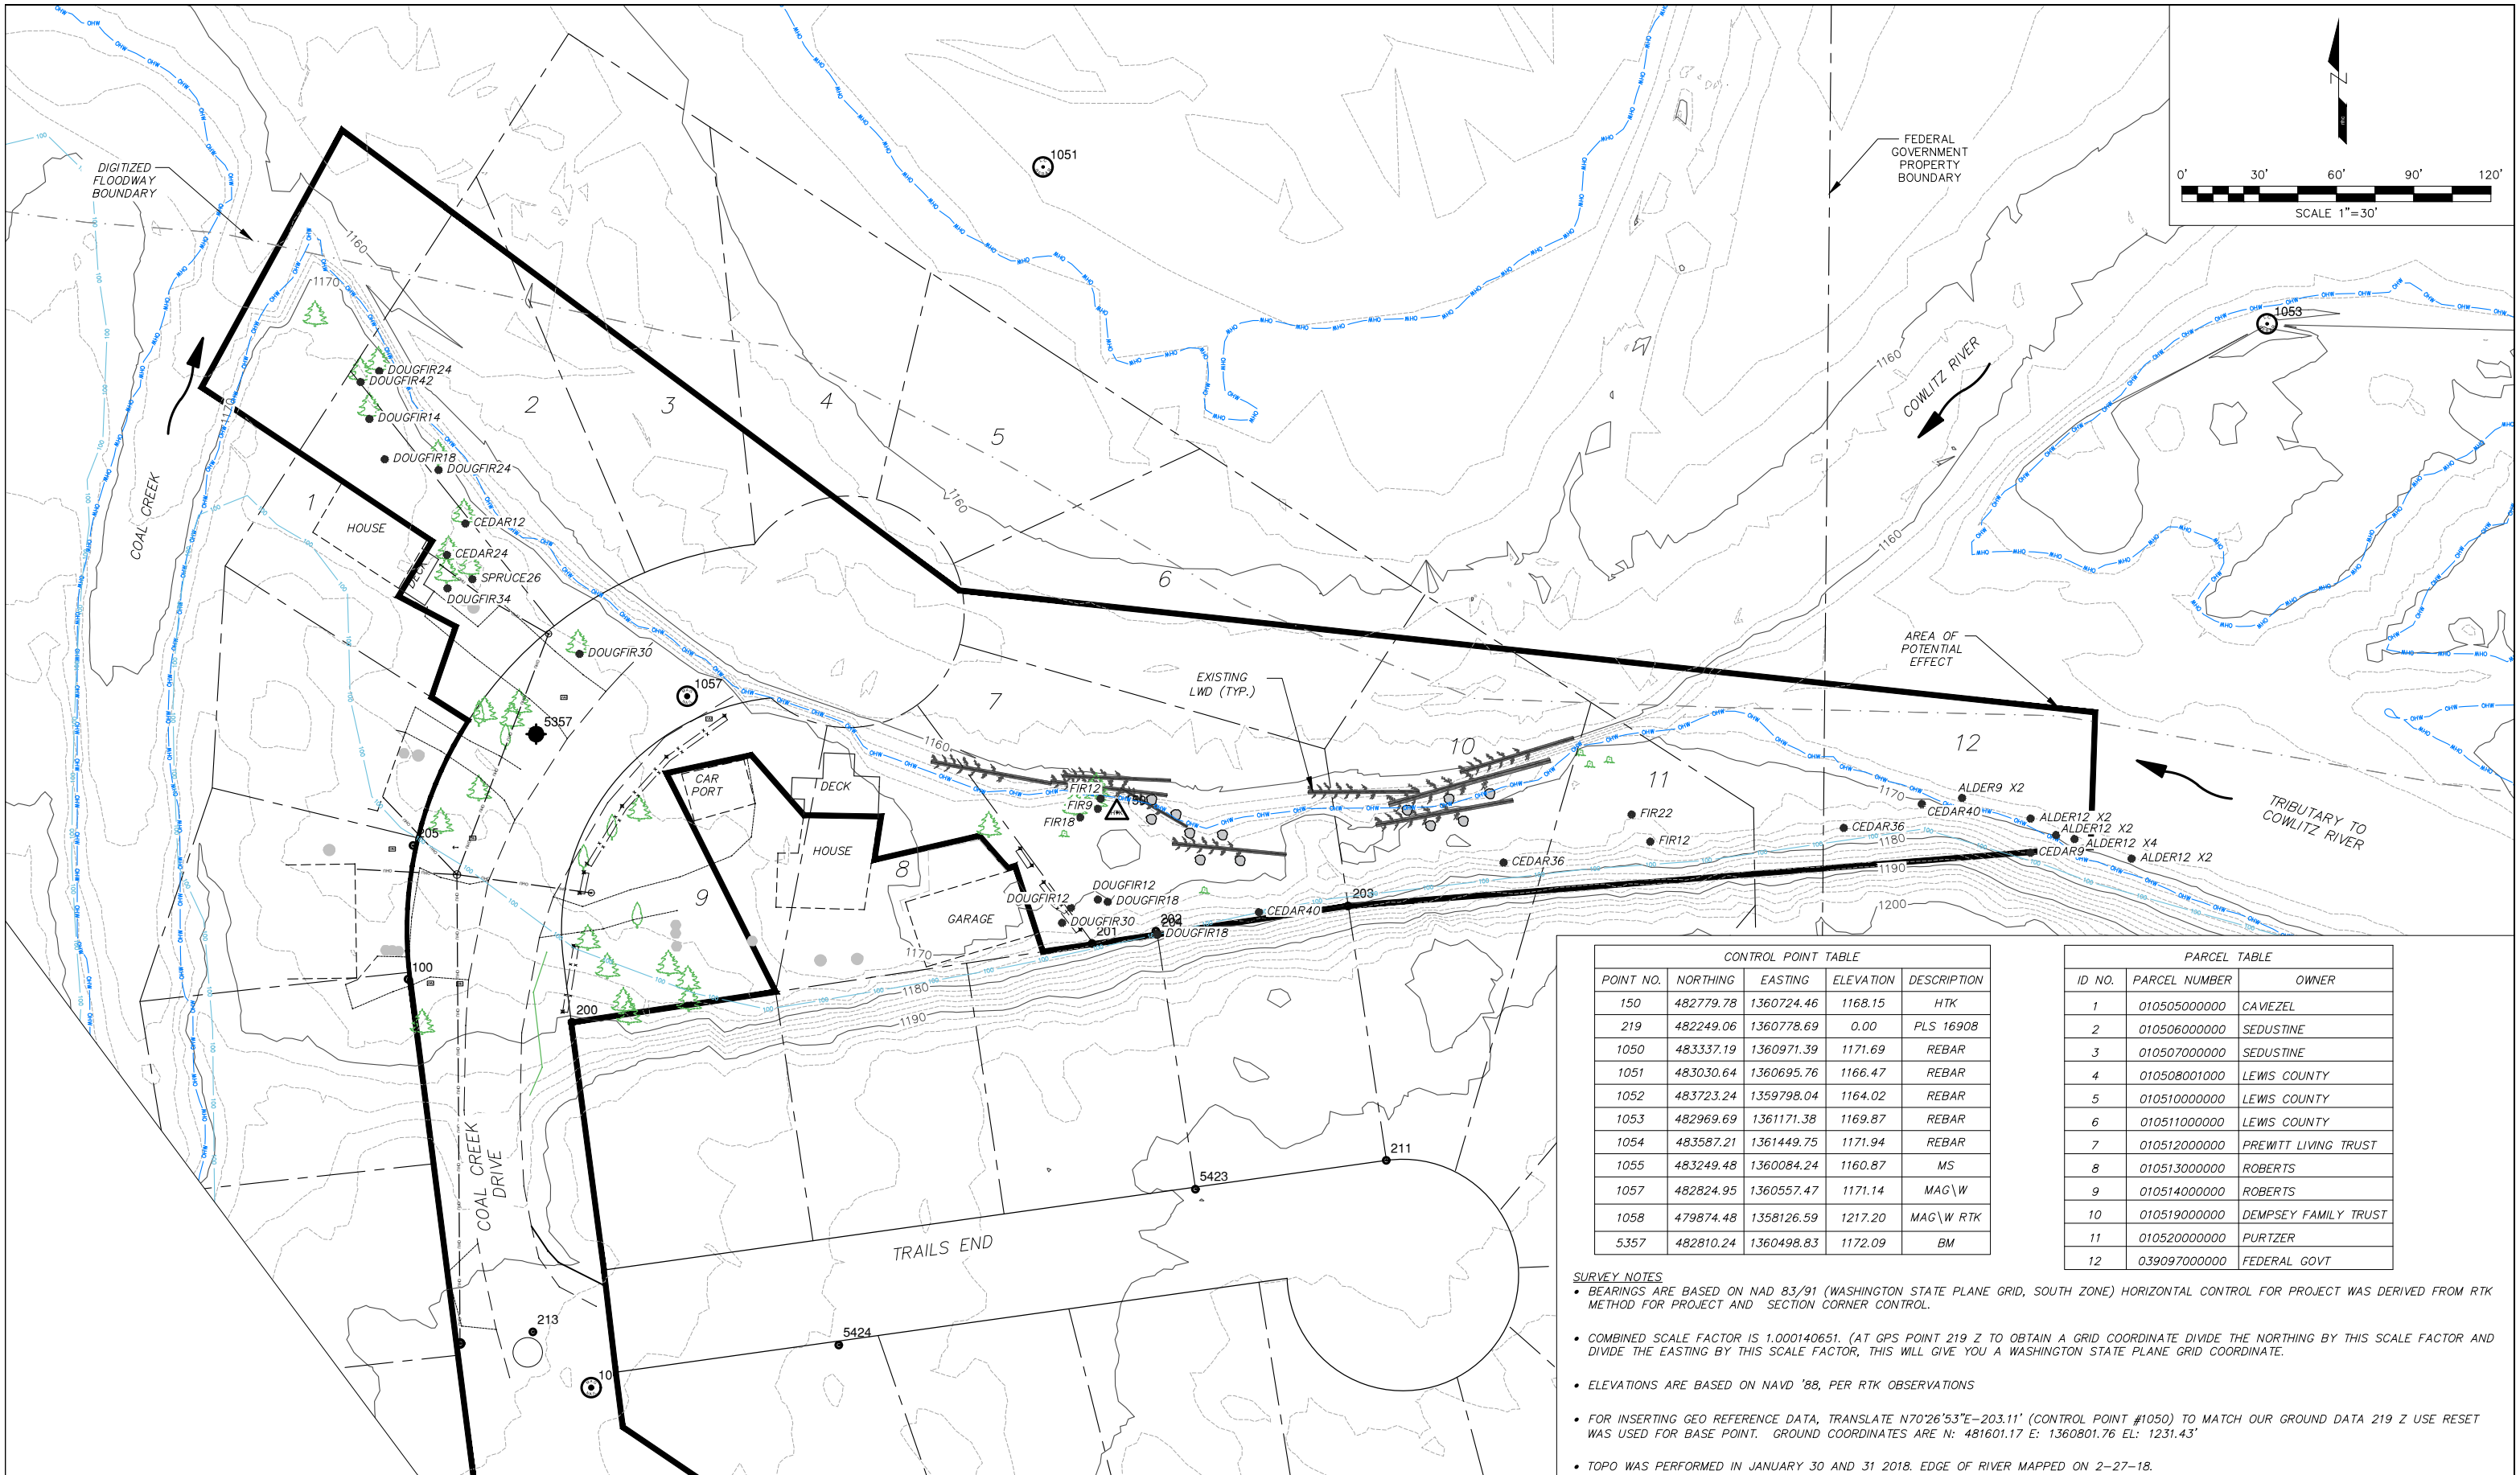 DIGITIZED
FLOODWAY
BOUNDARY
1051
FEDERAL
GOVERNMENT
PROPERTY
BOUNDARY
N
0' 30' 60' 90' 120'
SCALE 1"=30'
1053
1160
1170
1170
1160
1160
1160
COWLITZ RIVER
COAL CREEK
DOUGFIR24
DOUGFIR42
DOUGFIR14
DOUGFIR18
DOUGFIR24
CEDAR12
CEDAR24
SPRUCE26
DOUGFIR34
DOUGFIR30
1
2
3
4
5
6
7
8
9
10
11
12
HOUSE
DECK
1057
5357
205
100
200
CAR
PORT
DECK
HOUSE
GARAGE
1160
EXISTING
LWD (TYP.)
AREA OF
POTENTIAL
EFFECT
FIR12
FIR9
FIR18
DOUGFIR12
DOUGFIR12
DOUGFIR18
DOUGFIR30
201
DOUGFIR18
CEDAR40
203
CEDAR36
FIR22
FIR12
CEDAR36
1170
CEDAR40
ALDER9 X2
ALDER12 X2
ALDER12 X2
ALDER12 X4
ALDER12 X2
CEDAR9
1180
1190
1200
TRIBUTARY TO
COWLITZ RIVER
1170
1180
1190
COAL CREEK
DRIVE
TRAILS END
211
5423
5424
213
10
CONTROL POINT TABLE
POINT NO. NORTHING EASTING ELEVATION DESCRIPTION
150 482779.78 1360724.46 1168.15 HTK
219 482249.06 1360778.69 0.00 PLS 16908
1050 483337.19 1360971.39 1171.69 REBAR
1051 483030.64 1360695.76 1166.47 REBAR
1052 483723.24 1359798.04 1164.02 REBAR
1053 482969.69 1361171.38 1169.87 REBAR
1054 483587.21 1361449.75 1171.94 REBAR
1055 483249.48 1360084.24 1160.87 MS
1057 482824.95 1360557.47 1171.14 MAG\W
1058 479874.48 1358126.59 1217.20 MAG\W RTK
5357 482810.24 1360498.83 1172.09 BM
PARCEL TABLE
ID NO. PARCEL NUMBER OWNER
1 010505000000 CAVIEZEL
2 010506000000 SEDUSTINE
3 010507000000 SEDUSTINE
4 010508001000 LEWIS COUNTY
5 010510000000 LEWIS COUNTY
6 010511000000 LEWIS COUNTY
7 010512000000 PREWITT LIVING TRUST
8 010513000000 ROBERTS
9 010514000000 ROBERTS
10 010519000000 DEMPSEY FAMILY TRUST
11 010520000000 PURTZER
12 039097000000 FEDERAL GOVT
SURVEY NOTES
• BEARINGS ARE BASED ON NAD 83/91 (WASHINGTON STATE PLANE GRID, SOUTH ZONE) HORIZONTAL CONTROL FOR PROJECT WAS DERIVED FROM RTK
METHOD FOR PROJECT AND SECTION CORNER CONTROL.
• COMBINED SCALE FACTOR IS 1.000140651. (AT GPS POINT 219 Z TO OBTAIN A GRID COORDINATE DIVIDE THE NORTHING BY THIS SCALE FACTOR AND
DIVIDE THE EASTING BY THIS SCALE FACTOR, THIS WILL GIVE YOU A WASHINGTON STATE PLANE GRID COORDINATE.
• ELEVATIONS ARE BASED ON NAVD '88, PER RTK OBSERVATIONS
• FOR INSERTING GEO REFERENCE DATA, TRANSLATE N70°26'53"E-203.11' (CONTROL POINT #1050) TO MATCH OUR GROUND DATA 219 Z USE RESET
WAS USED FOR BASE POINT. GROUND COORDINATES ARE N: 481601.17 E: 1360801.76 EL: 1231.43'
• TOPO WAS PERFORMED IN JANUARY 30 AND 31 2018. EDGE OF RIVER MAPPED ON 2-27-18.